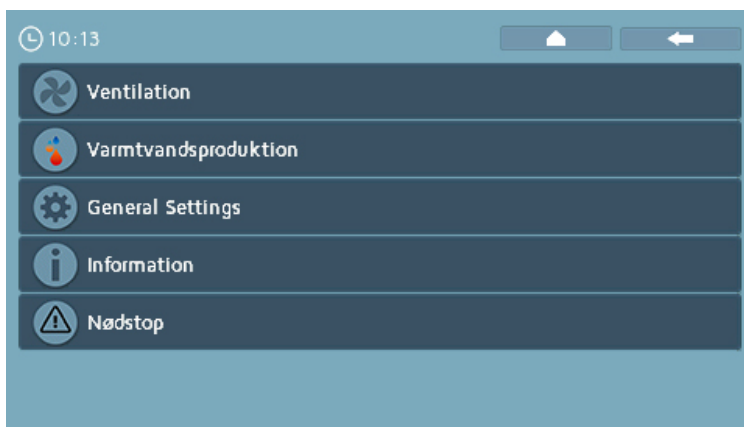 10:13
Ventilation
Varmtvandsproduktion
General Settings
Information
Nødstop